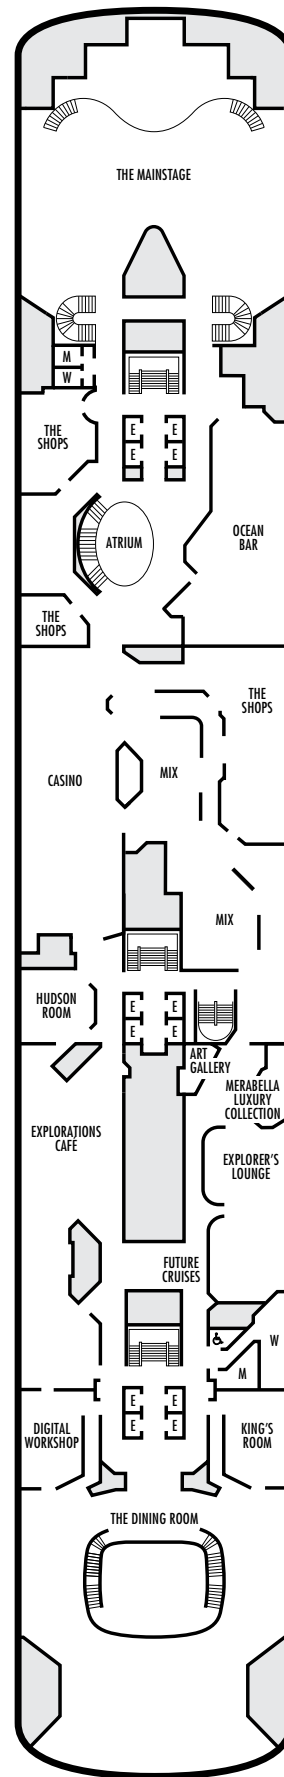 THE MAINSTAGE
M
W
E
E
E
E
THE
SHOPS
OCEAN
BAR
ATRIUM
THE
SHOPS
THE
SHOPS
CASINO
MIX
MIX
HUDSON
ROOM
E
E
E
E
ART
GALLERY
MERABELLA
LUXURY
COLLECTION
EXPLORATIONS
CAFÉ
EXPLORER'S
LOUNGE
FUTURE
CRUISES
W
M
E
E
E
E
DIGITAL
WORKSHOP
KING'S
ROOM
THE DINING ROOM